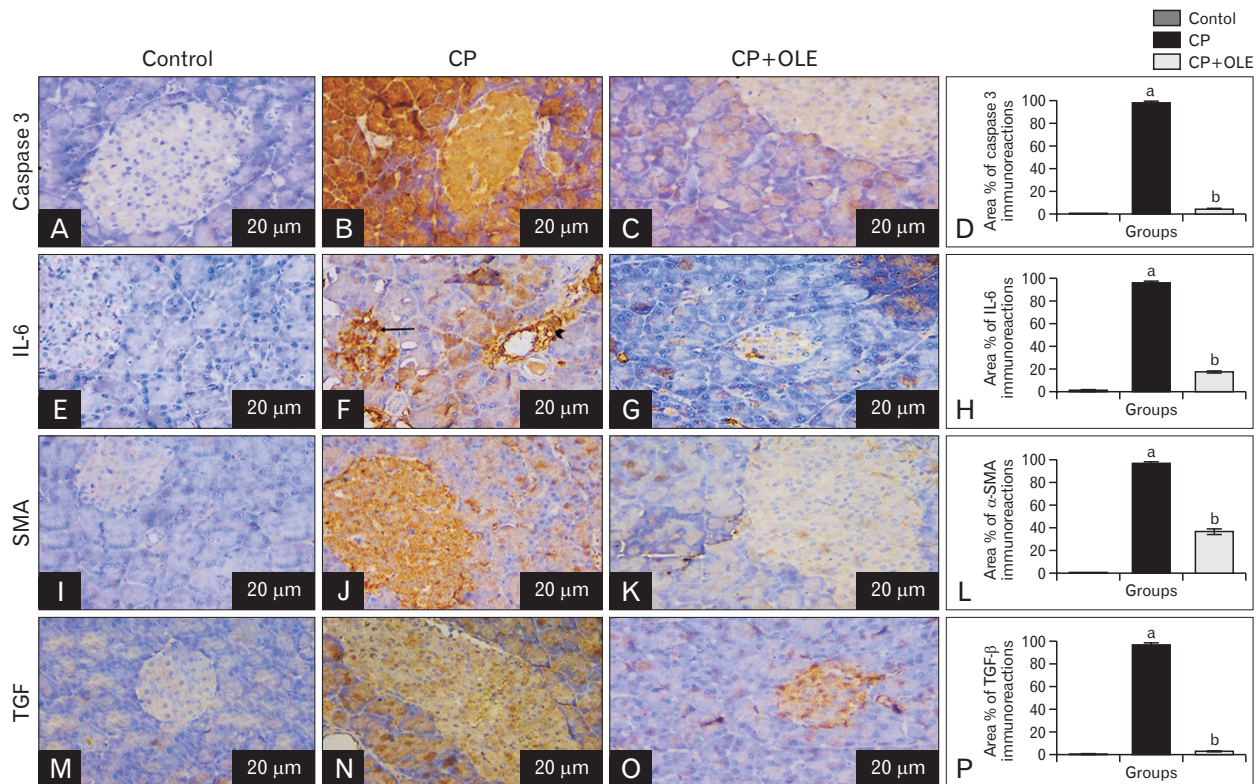 Contol
CP
CP+OLE
Control
CP
CP+OLE
Caspase 3
A
20 μm
B
20 μm
C
20 μm
D
Area % of caspase 3
immunoreactions
100
80
60
40
20
0
a
b
Groups
IL-6
E
20 μm
F
20 μm
G
20 μm
H
Area % of IL-6
immunoreactions
100
80
60
40
20
0
a
b
Groups
SMA
I
20 μm
J
20 μm
K
20 μm
L
Area % of α-SMA
immunoreactions
100
80
60
40
20
0
a
b
Groups
TGF
M
20 μm
N
20 μm
O
20 μm
P
Area % of TGF-β
immunoreactions
100
80
60
40
20
0
a
b
Groups